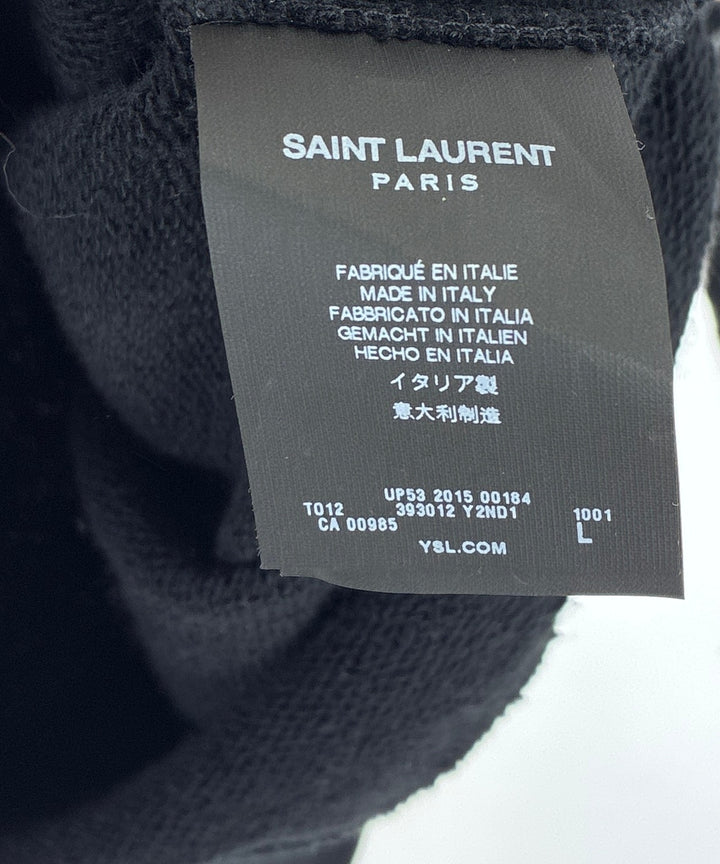 SAINT LAURENT
PARIS
FABRIQUÉ EN ITALIE
MADE IN ITALY
FABBRICATO IN ITALIA
GEMACHT IN ITALIEN
HECHO EN ITALIA
イタリア製
意大利制造
UP53 2015 00184
T012 393012 Y2ND1 1001
CA 00985 L
YSL.COM